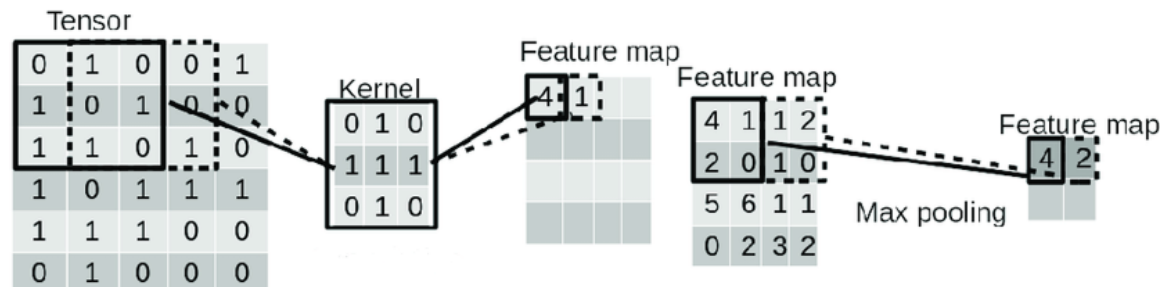 Tensor
0 1 0 0 1
1 0 1 0 0
1 1 0 1 0
1 0 1 1 1
1 1 1 0 0
0 1 0 0 0
Kernel
0 1 0
1 1 1
0 1 0
Feature map
4 1
Feature map
4 1 1 2
2 0 1 0
5 6 1 1
0 2 3 2
Max pooling
Feature map
4 2